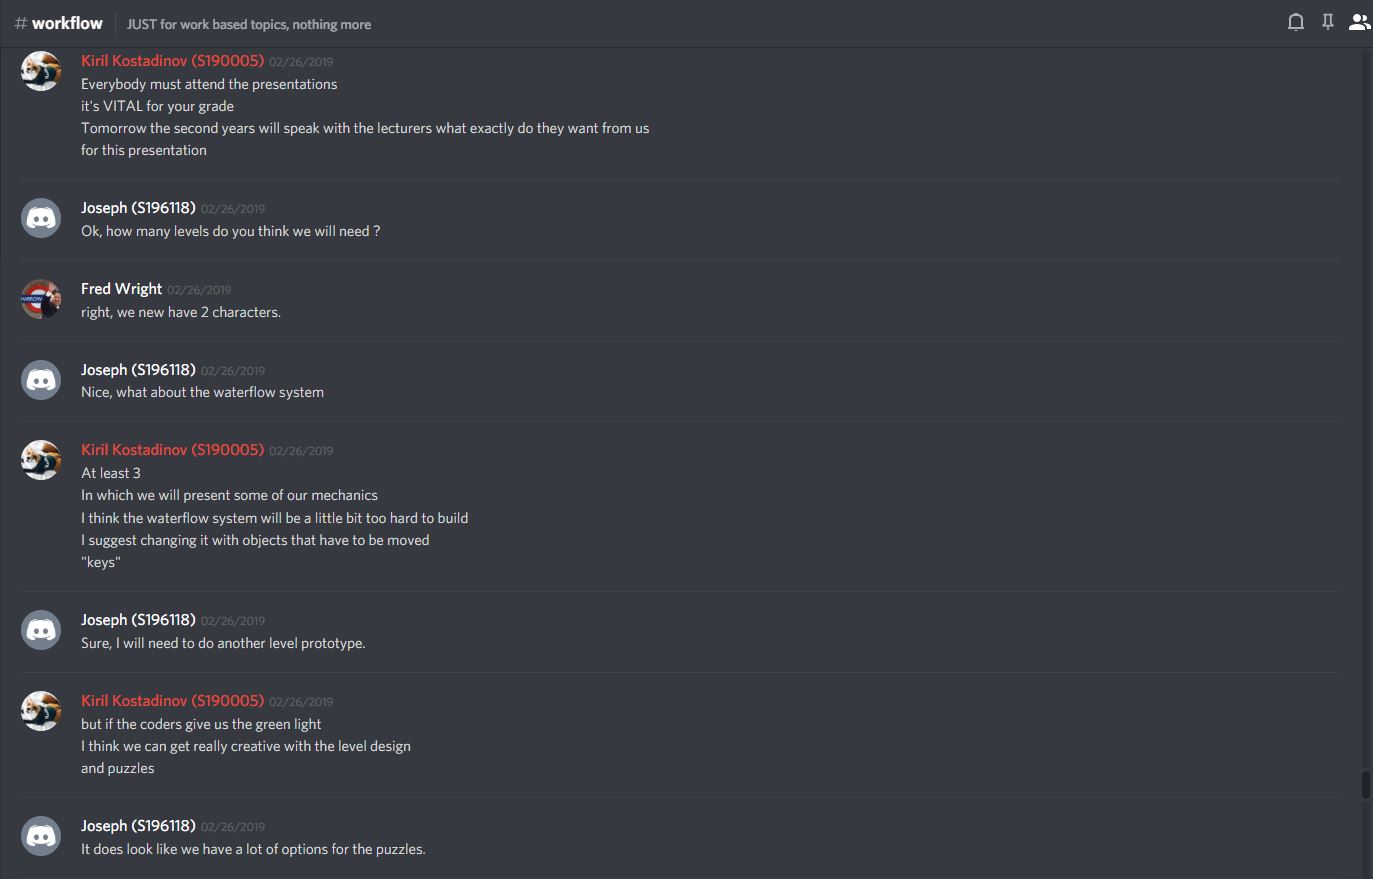 # workflow JUST for work based topics, nothing more
Kiril Kostadinov (S190005) 02/26/2019
Everybody must attend the presentations
it's VITAL for your grade
Tomorrow the second years will speak with the lecturers what exactly do they want from us
for this presentation
Joseph (S196118) 02/26/2019
Ok, how many levels do you think we will need ?
Fred Wright 02/26/2019
HARROW
right, we new have 2 characters.
Joseph (S196118) 02/26/2019
Nice, what about the waterflow system
Kiril Kostadinov (S190005) 02/26/2019
At least 3
In which we will present some of our mechanics
I think the waterflow system will be a little bit too hard to build
I suggest changing it with objects that have to be moved
"keys"
Joseph (S196118) 02/26/2019
Sure, I will need to do another level prototype.
Kiril Kostadinov (S190005) 02/26/2019
but if the coders give us the green light
I think we can get really creative with the level design
and puzzles
Joseph (S196118) 02/26/2019
It does look like we have a lot of options for the puzzles.